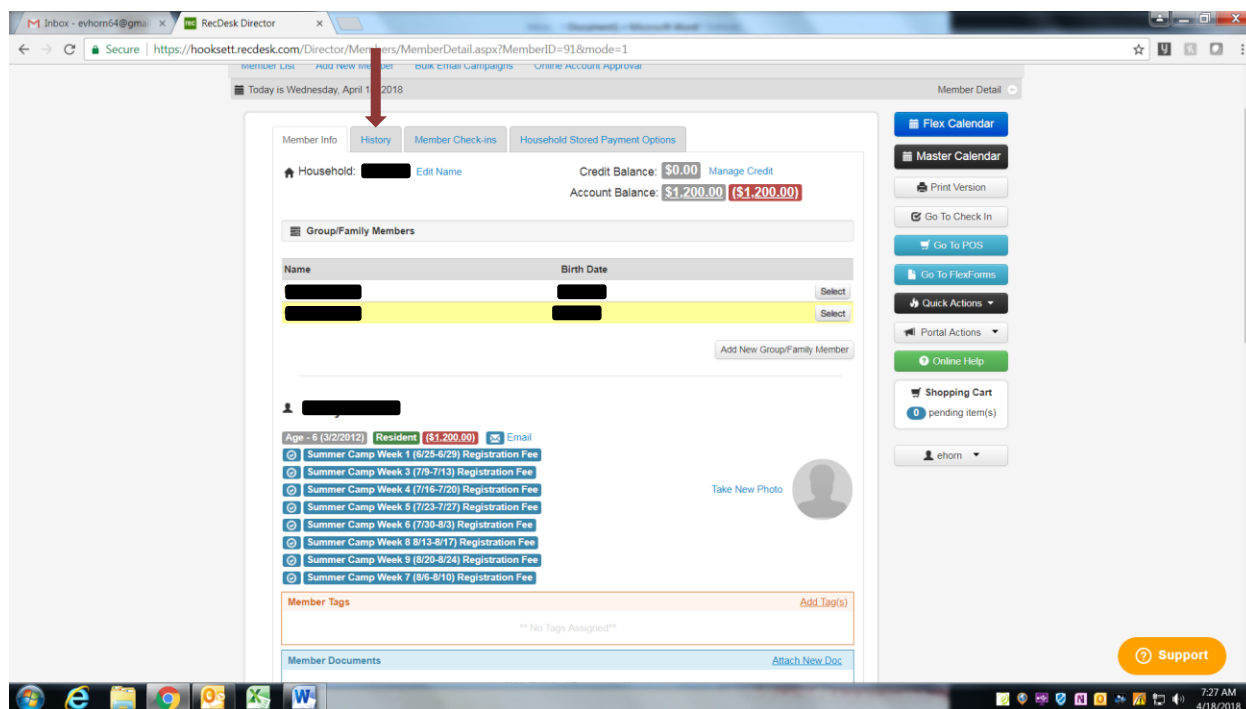 Inbox - evhorn64@gma
RecDesk Director
Secure | https://hooksett.recdesk.com/Director/Members/MemberDetail.aspx?MemberID=91&mode=1
Member List Add New Member Bulk Email Campaigns Online Account Approval
Today is Wednesday, April 2018
Member Detail
Member Info History Member Check-ins Household Stored Payment Options
Household: Edit Name
Credit Balance: $0.00 Manage Credit
Account Balance: $1,200.00 ($1,200.00)
Group/Family Members
Name Birth Date
Select
Select
Add New Group/Family Member
Age - 6 (3/2/2012) Resident ($1,200.00) Email
Summer Camp Week 1 (6/25-6/29) Registration Fee
Summer Camp Week 3 (7/9-7/13) Registration Fee
Summer Camp Week 4 (7/16-7/20) Registration Fee
Summer Camp Week 5 (7/23-7/27) Registration Fee
Summer Camp Week 6 (7/30-8/3) Registration Fee
Summer Camp Week 8 8/13-8/17) Registration Fee
Summer Camp Week 9 (8/20-8/24) Registration Fee
Summer Camp Week 7 (8/6-8/10) Registration Fee
Take New Photo
Member Tags Add Tag(s)
** No Tags Assigned**
Member Documents Attach New Doc
Flex Calendar
Master Calendar
Print Version
Go To Check In
Go To POS
Go To FlexForms
Quick Actions
Portal Actions
Online Help
Shopping Cart
0 pending item(s)
ehorn
Support
7:27 AM
4/18/2018